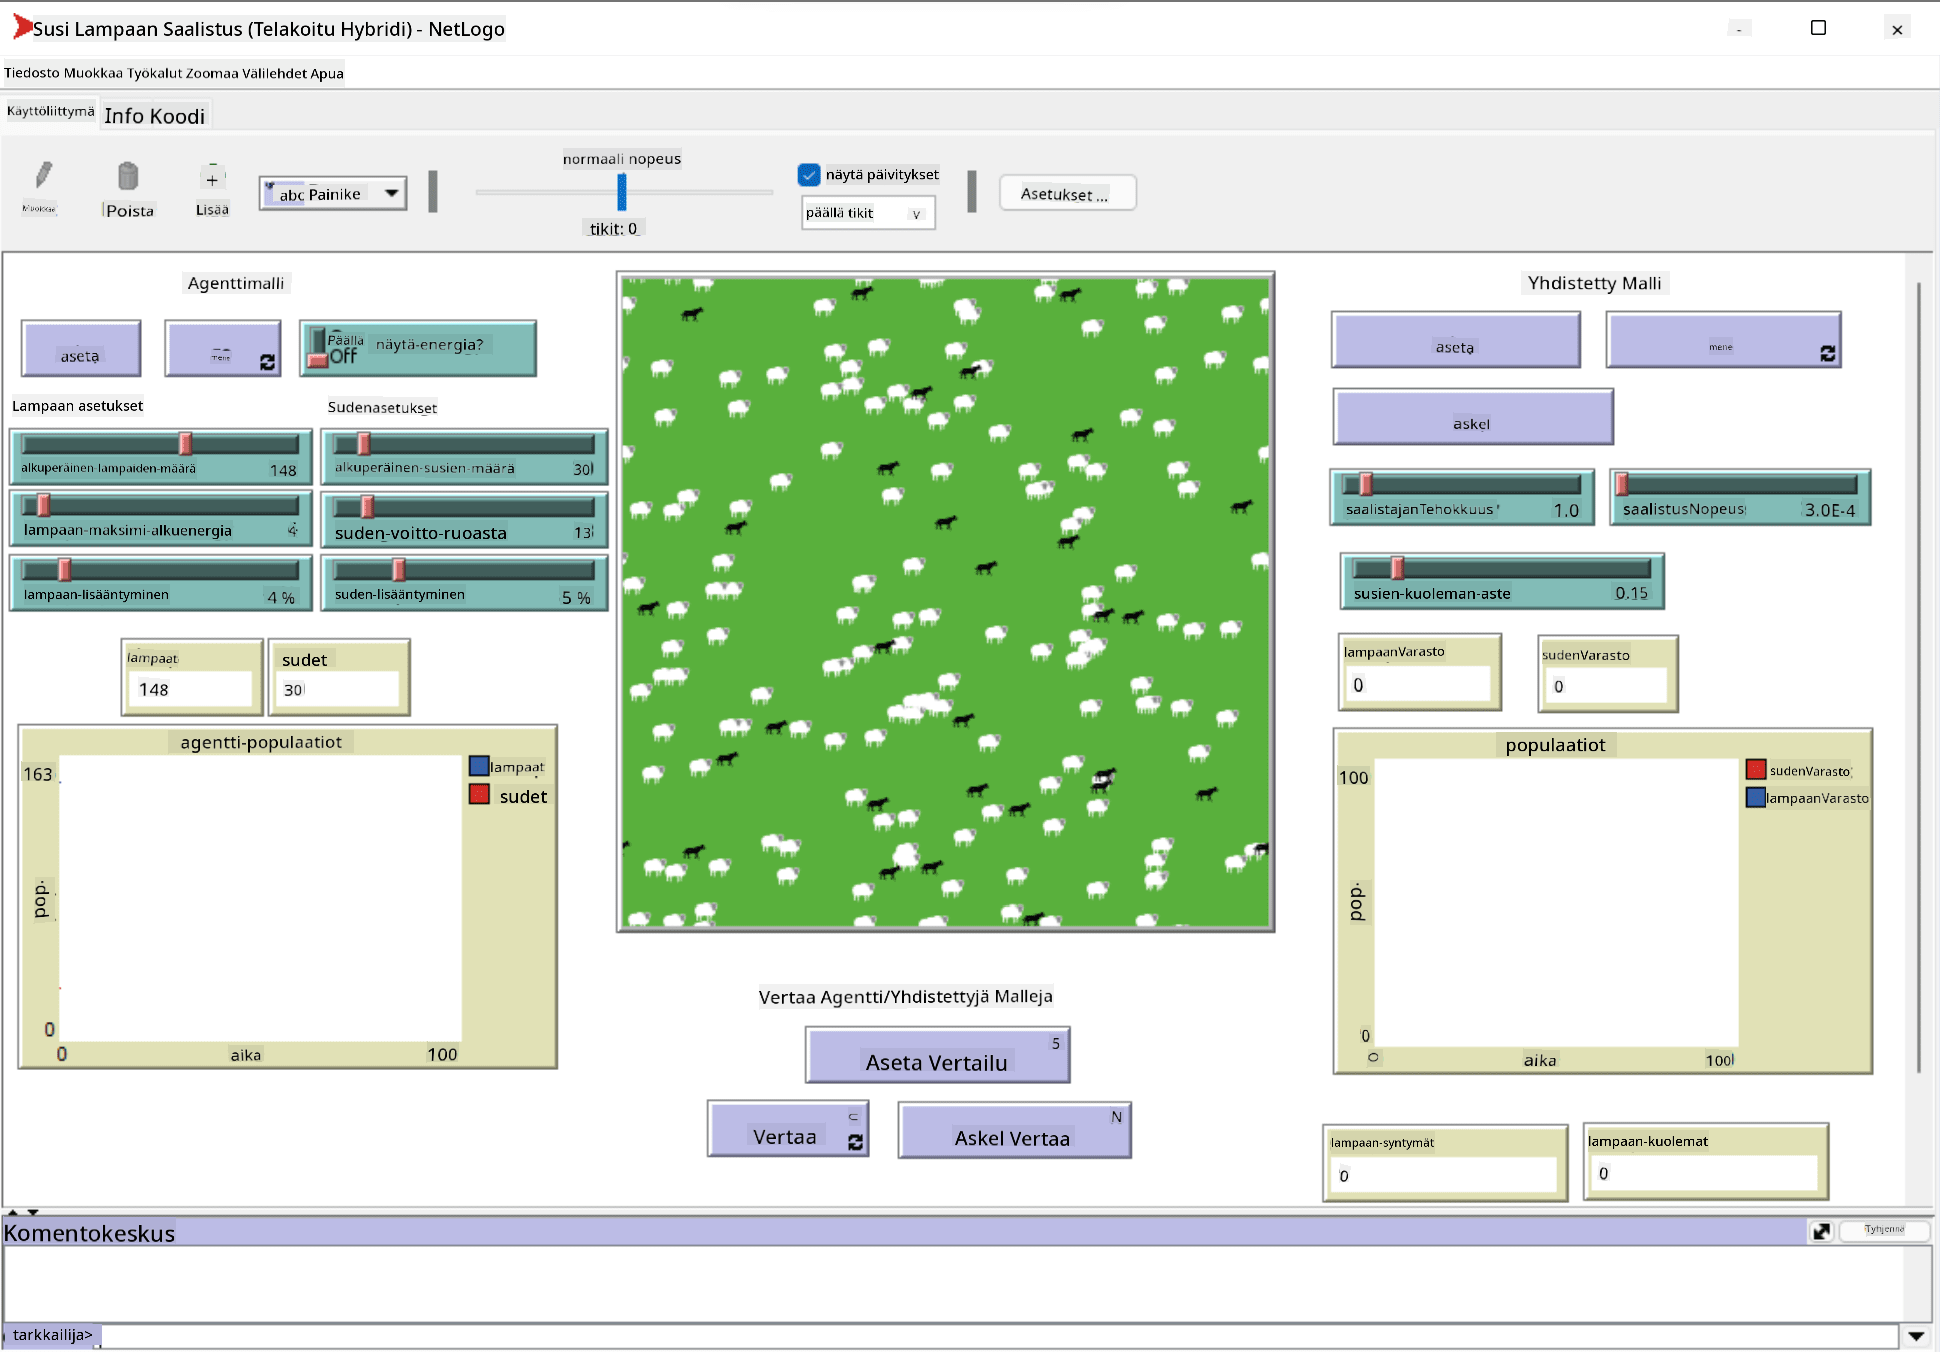 Susi Lampaan Saalistus (Telakoitu Hybridi) - NetLogo
Tiedosto Muokkaa Työkalut Zoomaa Välilehdet Apua
Käyttöliittymä Info Koodi
normaali nopeus
näytä päivitykset
Muokkaa Poista Lisää
abc Painike
päällä tikit
Asetukset ...
tikit: 0
Agenttimalli
aseta
mene
Päällä
Off
näytä-energia?
Lampaan asetukset
Sudenasetukset
alkuperäinen-lampaiden-määrä 148
alkuperäinen-susien-määrä 30
lampaan-maksimi-alkuenergia 4
suden-voitto-ruoasta 13
lampaan-lisääntyminen 4 %
suden-lisääntyminen 5 %
lampaat
148
sudet
30
agentti-populaatiot
163
pop.
0
0 aika 100
lampaat
sudet
Vertaa Agentti/Yhdistettyjä Malleja
Aseta Vertailu 5
Vertaa
Askel Vertaa N
Yhdistetty Malli
aseta
mene
askel
saalistajanTehokkuus 1.0
saalistusNopeus 3.0E-4
susien-kuoleman-aste 0.15
lampaanVarasto
0
sudenVarasto
0
populaatiot
100
pop.
0
0 aika 100
sudenVarasto
lampaanVarasto
lampaan-syntymät
0
lampaan-kuolemat
0
Komentokeskus
Tyhjennä
tarkkailija>